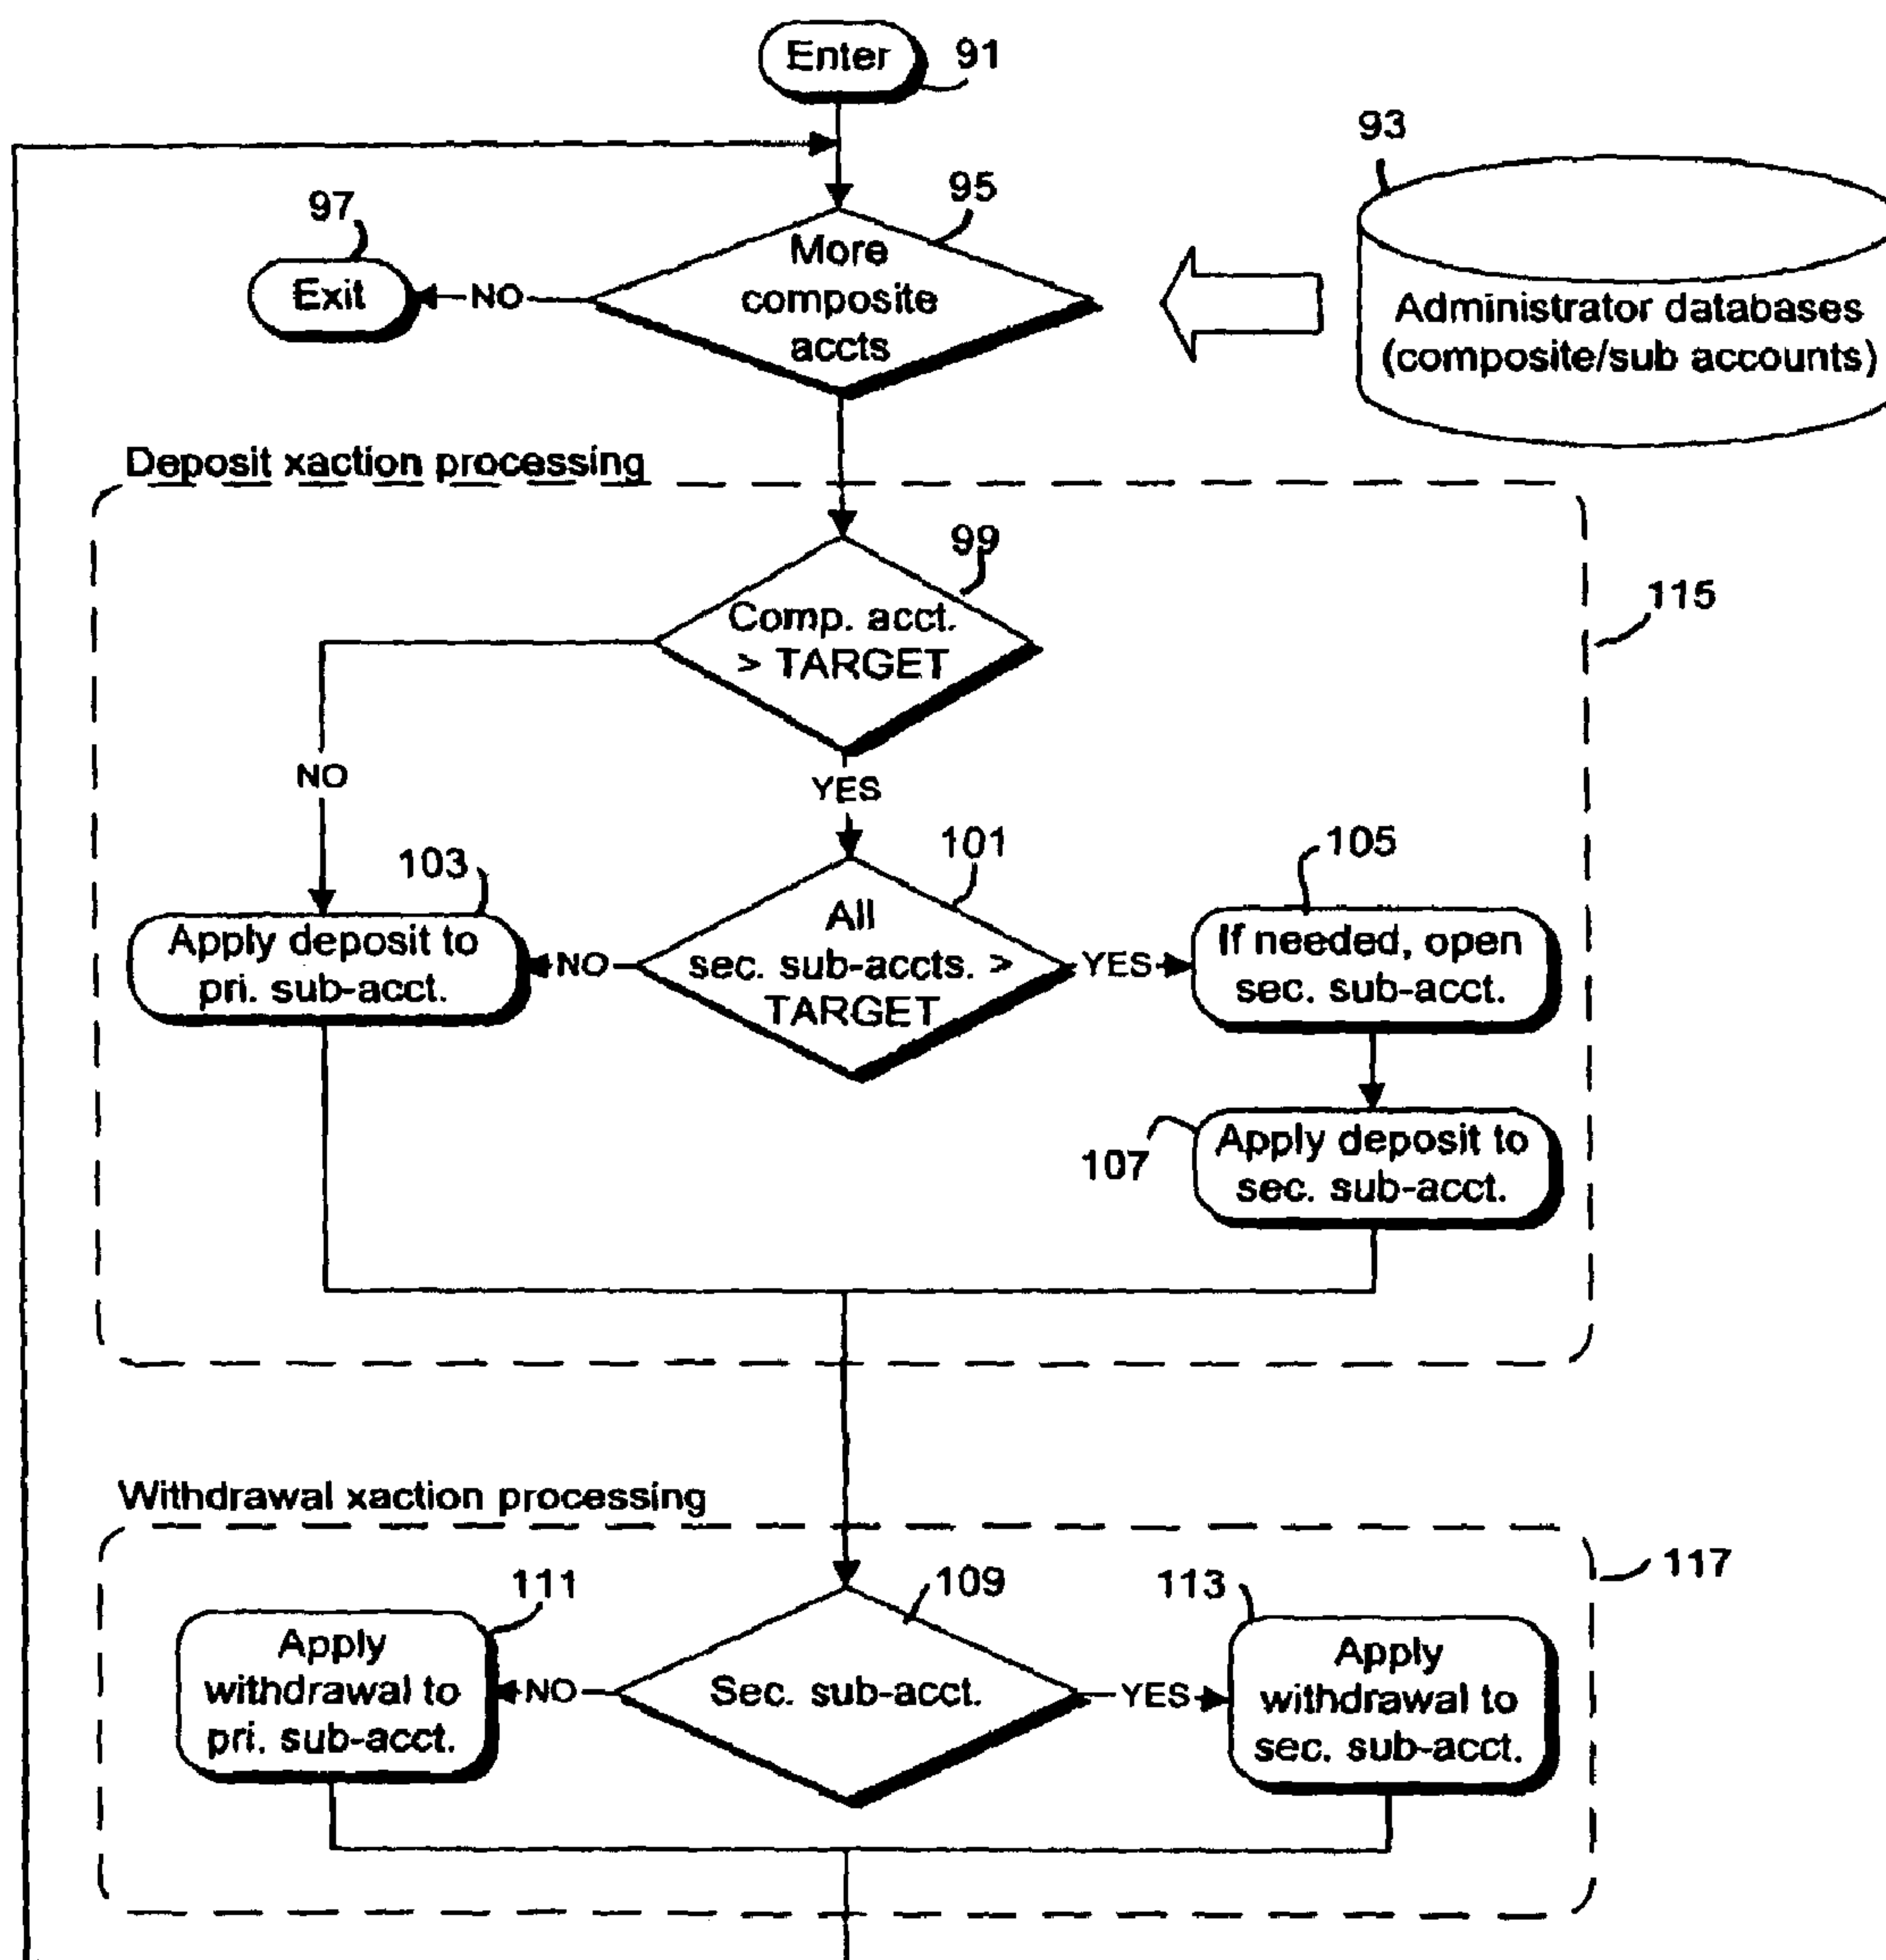 Enter
91
93
95
97
More
composite
accts
Exit
NO
Administrator databases
(composite/sub accounts)
Deposit xaction processing
99
115
Comp. acct.
> TARGET
NO
YES
101
103
105
All
sec. sub-accts. >
TARGET
Apply deposit to
pri. sub-acct.
NO
YES
If needed, open
sec. sub-acct.
107
Apply deposit to
sec. sub-acct.
Withdrawal xaction processing
117
111
109
113
Apply
withdrawal to
pri. sub-acct.
NO
Sec. sub-acct.
YES
Apply
withdrawal to
sec. sub-acct.